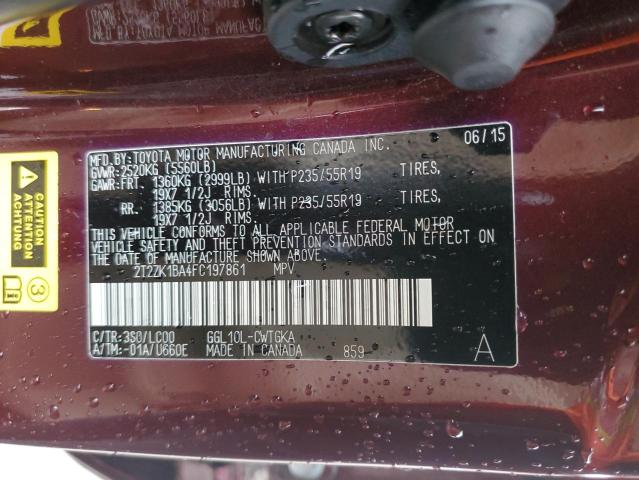 MFD.BY:TOYOTA MOTOR MANUFACTURING CANADA INC. 06/15
GVWR:2520KG(5560LB)
GAWR:FRT. 1360KG(2999LB)WITH P235/55R19 TIRES,
19X7 1/2J RIMS.
RR. 1385KG(3056LB)WITH P235/55R19 TIRES,
19X7 1/2J RIMS.
THIS VEHICLE CONFORMS TO ALL APPLICABLE FEDERAL MOTOR
VEHICLE SAFETY AND THEFT PREVENTION STANDARDS IN EFFECT ON
THE DATE OF MANUFACTURE SHOWN ABOVE.
2T2ZK1BA4FC197861 MPV
C/TR:3S0/LC00 GGL10L-CWTGKA
A/TM:-01A/U660E MADE IN CANADA 859 A
CAUTION
ATTENTION
ACHTUNG
3